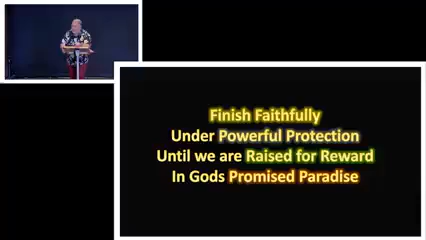 Finish Faithfully
Under Powerful Protection
Until we are Raised for Reward
In Gods Promised Paradise